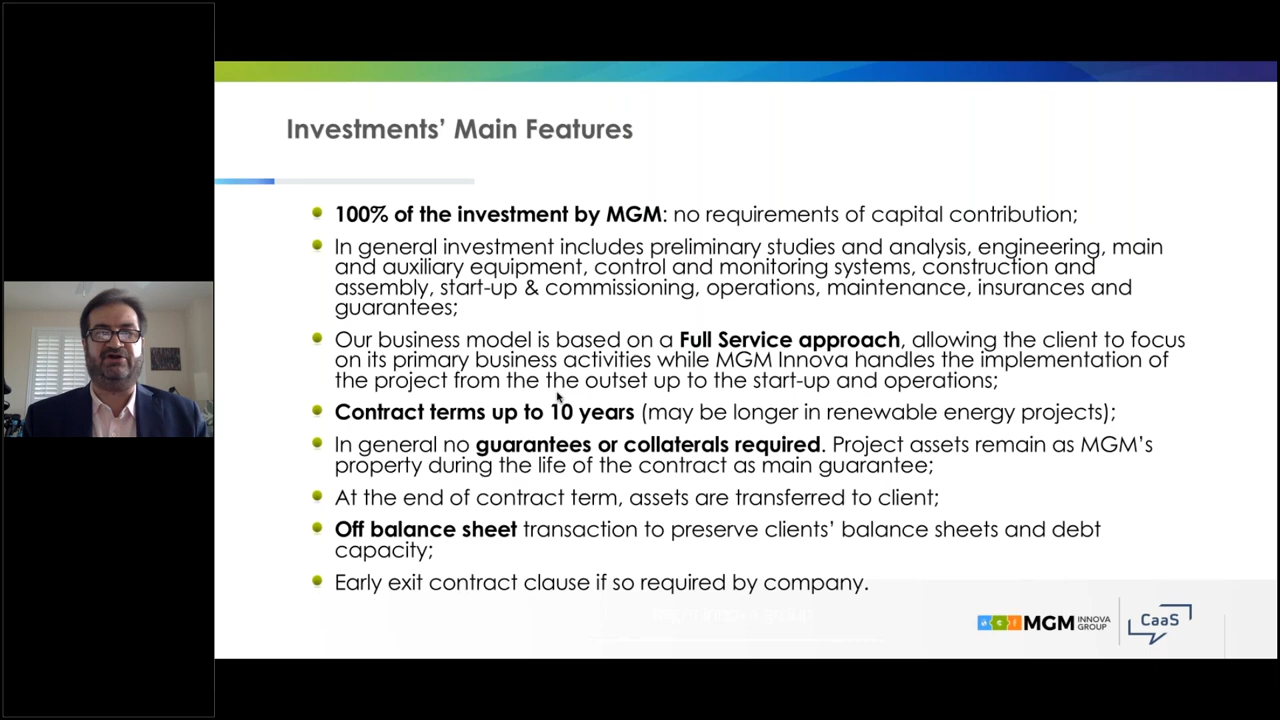 Investments’ Main Features
100% of the investment by MGM: no requirements of capital contribution;
In general investment includes preliminary studies and analysis, engineering, main
and auxiliary equipment, control and monitoring systems, construction and
assembly, start-up & commissioning, operations, maintenance, insurances and
guarantees;
Our business model is based on a Full Service approach, allowing the client to focus
on its primary business activities while MGM Innova handles the implementation of
the project from the the outset up to the start-up and operations;
Contract terms up to 10 years (may be longer in renewable energy projects);
In general no guarantees or collaterals required. Project assets remain as MGM’s
property during the life of the contract as main guarantee;
At the end of contract term, assets are transferred to client;
Off balance sheet transaction to preserve clients’ balance sheets and debt
capacity;
Early exit contract clause if so required by company.
MGM INNOVA
GROUP
CaaS